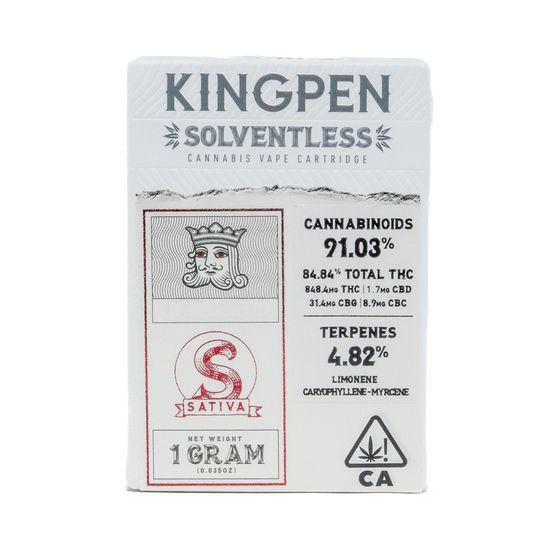 KINGPEN
SOLVENTLESS
CANNABIS VAPE CARTRIDGE
CANNABINOIDS
91.03%
84.84% TOTAL THC
848.4MG THC | 1.7MG CBD
31.4MG CBG | 8.9MG CBC
TERPENES
4.82%
LIMONENE
CARYOPHYLLENE-MYRCENE
S
SATIVA
NET WEIGHT
1 GRAM
(0.035OZ)
!
CA